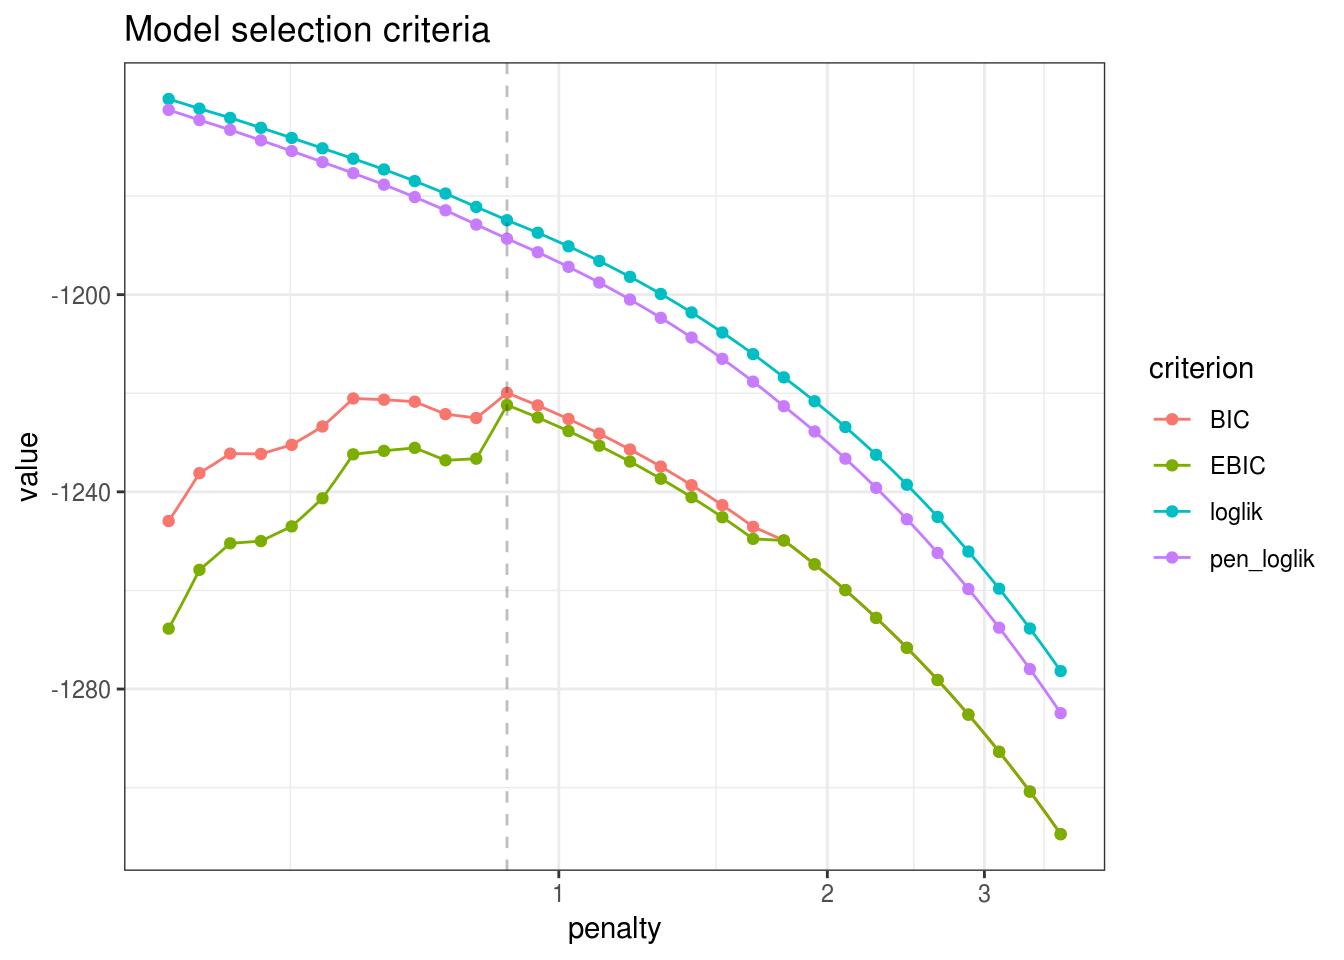 Model selection criteria
-1200
-1240
-1280
value
1
2
3
penalty
criterion
BIC
EBIC
loglik
pen_loglik